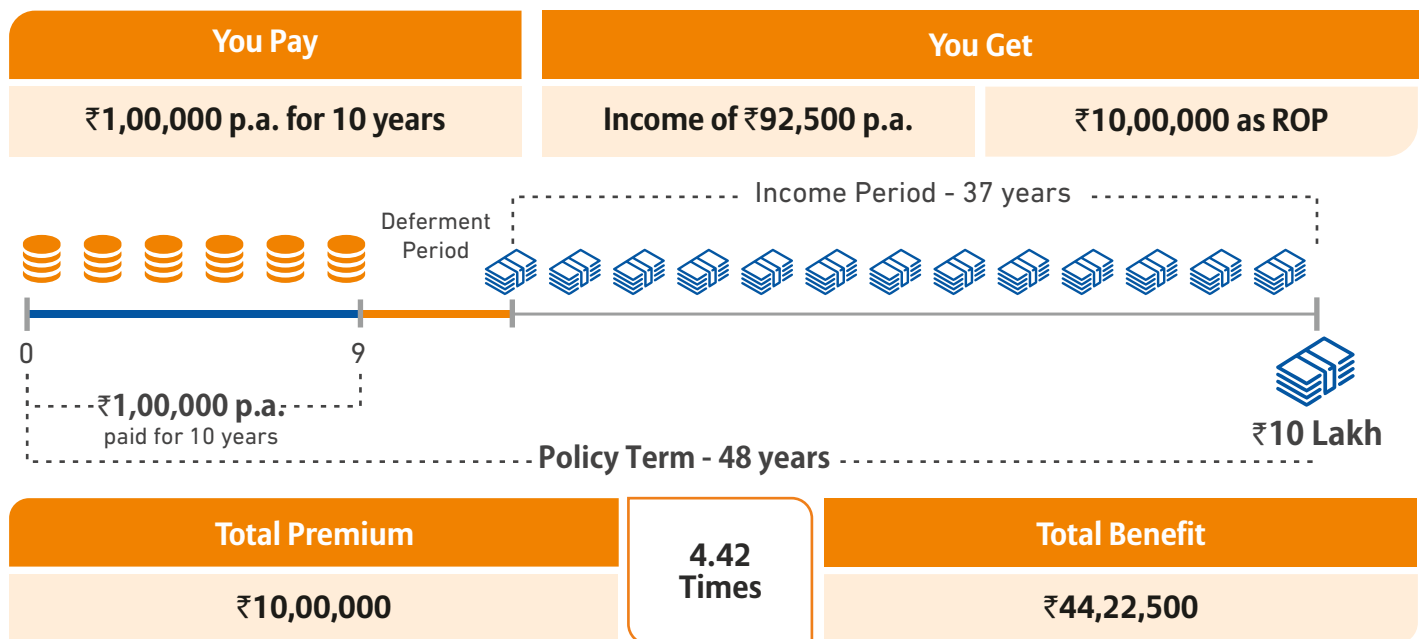 You Pay
You Get
₹1,00,000 p.a. for 10 years
Income of ₹92,500 p.a.
₹10,00,000 as ROP
Income Period - 37 years
Deferment
Period
0
9
₹1,00,000 p.a.
paid for 10 years
₹10 Lakh
Policy Term - 48 years
Total Premium
4.42
Times
Total Benefit
₹10,00,000
₹44,22,500